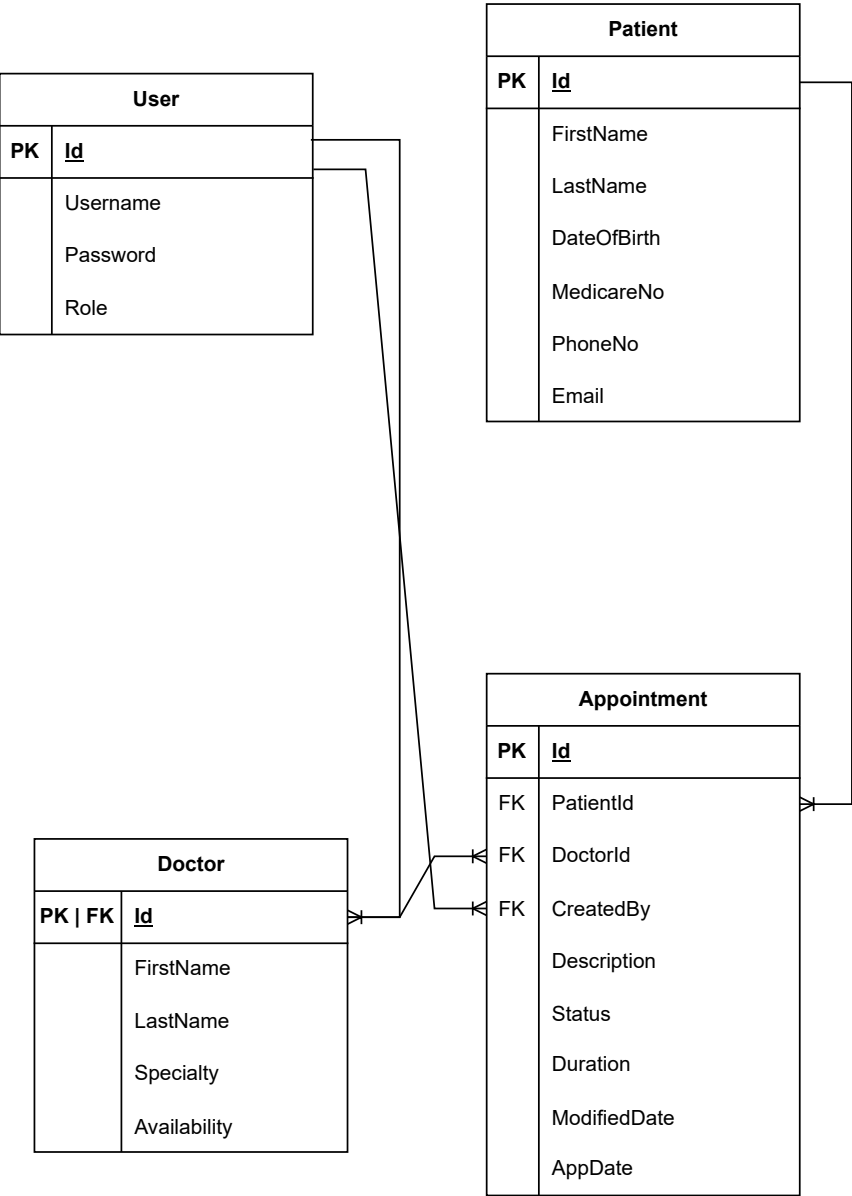 User
PK Id
Username
Password
Role
Patient
PK Id
FirstName
LastName
DateOfBirth
MedicareNo
PhoneNo
Email
Doctor
PK | FK Id
FirstName
LastName
Specialty
Availability
Appointment
PK Id
FK PatientId
FK DoctorId
FK CreatedBy
Description
Status
Duration
ModifiedDate
AppDate